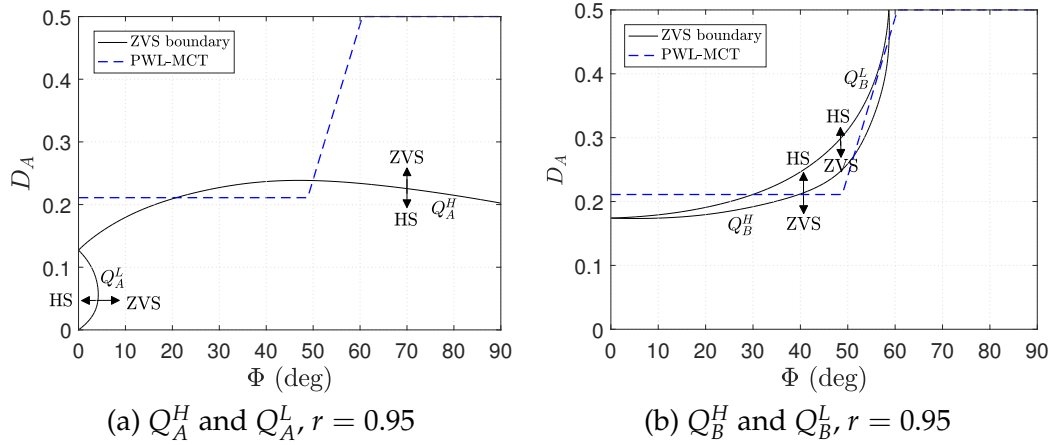 0.5
0.4
0.3
0.2
0.1
0
D_A
ZVS boundary
PWL-MCT
ZVS
HS
Q_A^H
Q_A^L
HS
ZVS
0 10 20 30 40 50 60 70 80 90
Φ (deg)
(a) Q_A^H and Q_A^L, r = 0.95
0.5
0.4
0.3
0.2
0.1
0
D_A
ZVS boundary
PWL-MCT
Q_B^L
HS
ZVS
HS
Q_B^H
ZVS
0 10 20 30 40 50 60 70 80 90
Φ (deg)
(b) Q_B^H and Q_B^L, r = 0.95